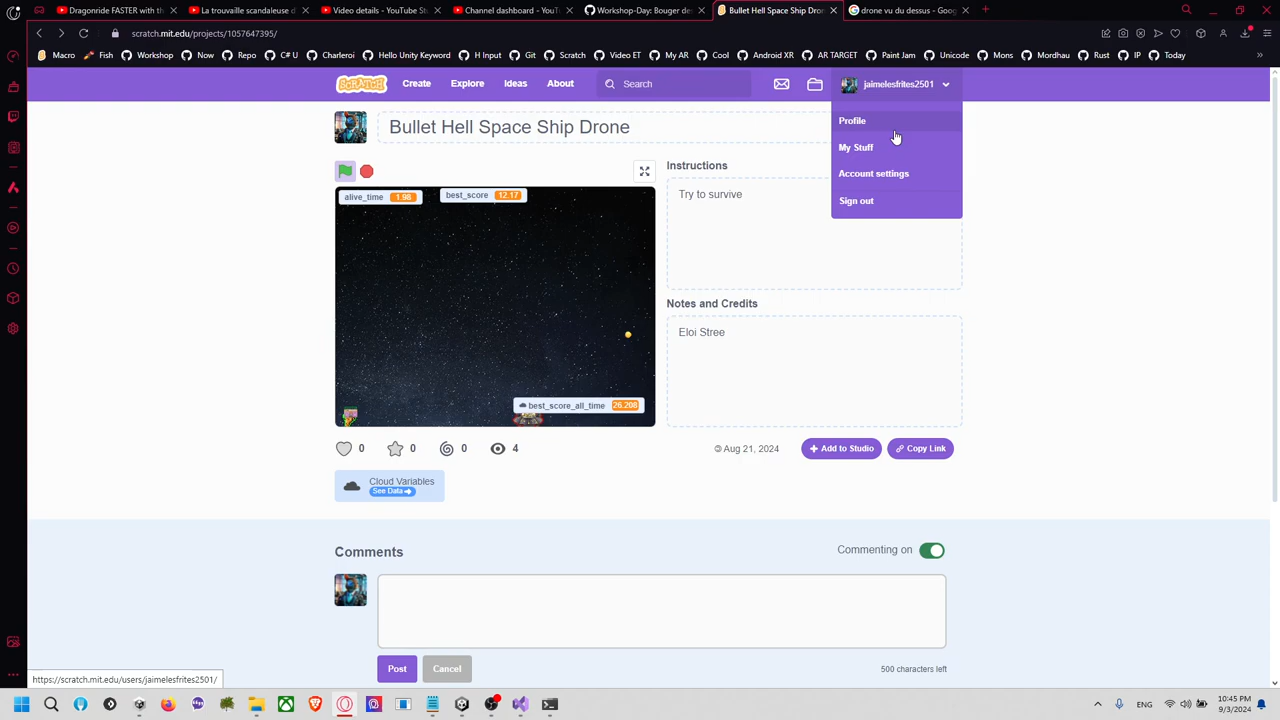 Dragonride FASTER with th
La trouvaille scandaleuse d
Video details - YouTube Stu
Channel dashboard - YouT
Workshop-Day: Bouger de
Bullet Hell Space Ship Dron
drone vu du dessus - Goog
scratch.mit.edu/projects/1057647395/
Macro
Fish
Workshop
Now
Root
C# U
Charleroi
Hello Unity Keyword
H Input
Git
Scratch
Video ET
My AR
Cool
Android XR
AR TARGET
Paint Jam
Unicode
Mons
Mordhau
Rust
IP
Today
SCRATCH
Create
Explore
Ideas
About
Search
jaimelesfrites2501
Profile
My Stuff
Account settings
Sign out
Bullet Hell Space Ship Drone
Instructions
Try to survive
alive_time 1.98
best_score 12.17
best_score_all_time 26.208
Notes and Credits
Eloi Stree
0
0
0
4
© Aug 21, 2024
Add to Studio
Copy Link
Cloud Variables
See Data
Comments
Commenting on
Post
Cancel
500 characters left
https://scratch.mit.edu/users/jaimelesfrites2501/
ENG
10:45 PM
9/3/2024